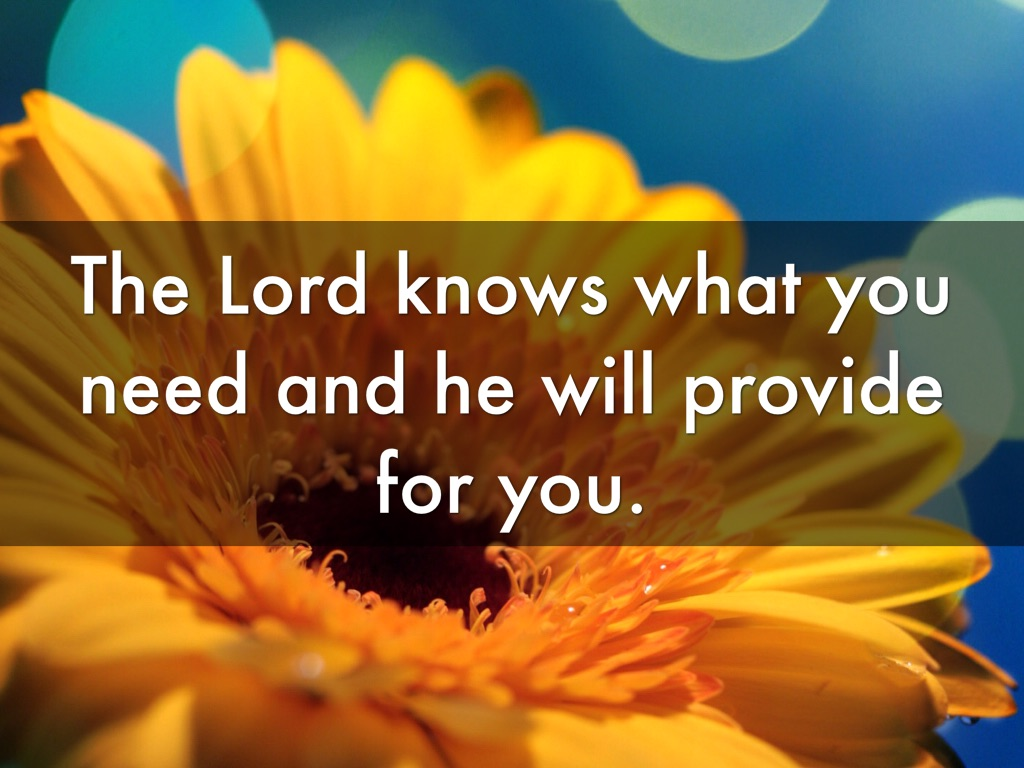 The Lord knows what you
need and he will provide
for you.